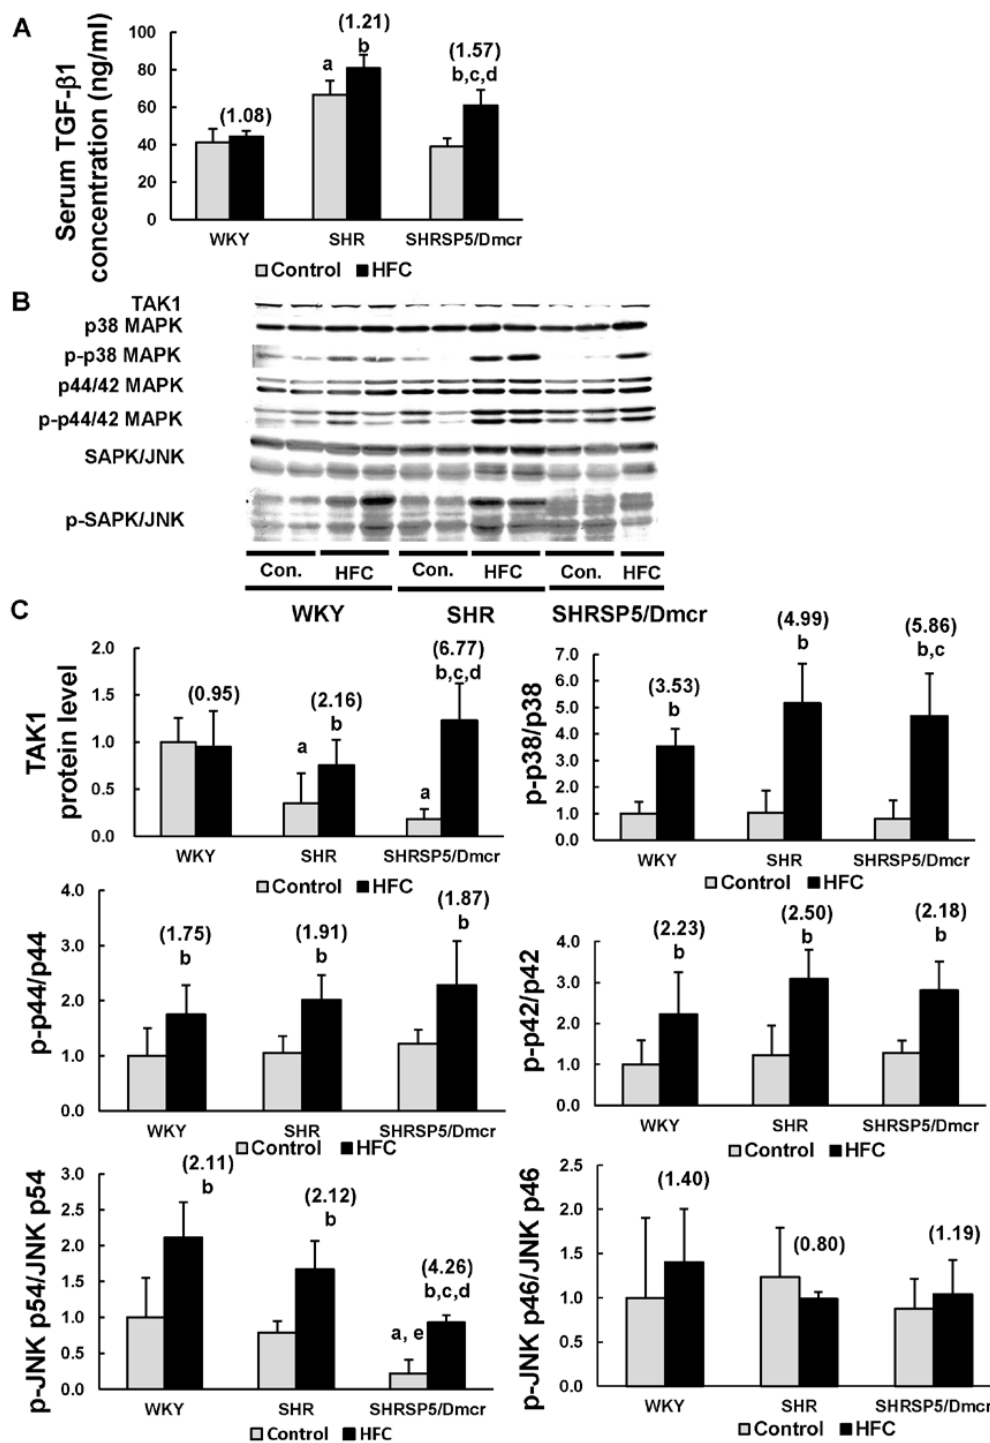 A
Serum TGF-β1
concentration (ng/ml)
100
80
60
40
20
0
(1.08)
a
(1.21)
b
(1.57)
b,c,d
WKY SHR SHRSP5/Dmcr
Control HFC
B
TAK1
p38 MAPK
p-p38 MAPK
p44/42 MAPK
p-p44/42 MAPK
SAPK/JNK
p-SAPK/JNK
Con. HFC Con. HFC Con. HFC
WKY SHR SHRSP5/Dmcr
C
TAK1
protein level
2.0
1.5
1.0
0.5
0.0
(0.95)
a
(2.16)
b
a
(6.77)
b,c,d
WKY SHR SHRSP5/Dmcr
Control HFC
p-p38/p38
7.0
6.0
5.0
4.0
3.0
2.0
1.0
0.0
(3.53)
b
(4.99)
b
(5.86)
b,c
WKY SHR SHRSP5/Dmcr
Control HFC
p-p44/p44
4.0
3.0
2.0
1.0
0.0
(1.75)
b
(1.91)
b
(1.87)
b
WKY SHR SHRSP5/Dmcr
Control HFC
p-p42/p42
4.0
3.0
2.0
1.0
0.0
(2.23)
b
(2.50)
b
(2.18)
b
WKY SHR SHRSP5/Dmcr
Control HFC
p-JNK p54/JNK p54
3.0
2.5
2.0
1.5
1.0
0.5
0.0
(2.11)
b
(2.12)
b
a, e
(4.26)
b,c,d
WKY SHR SHRSP5/Dmcr
Control HFC
p-JNK p46/JNK p46
2.5
2.0
1.5
1.0
0.5
0.0
(1.40)
(0.80)
(1.19)
WKY SHR SHRSP5/Dmcr
Control HFC